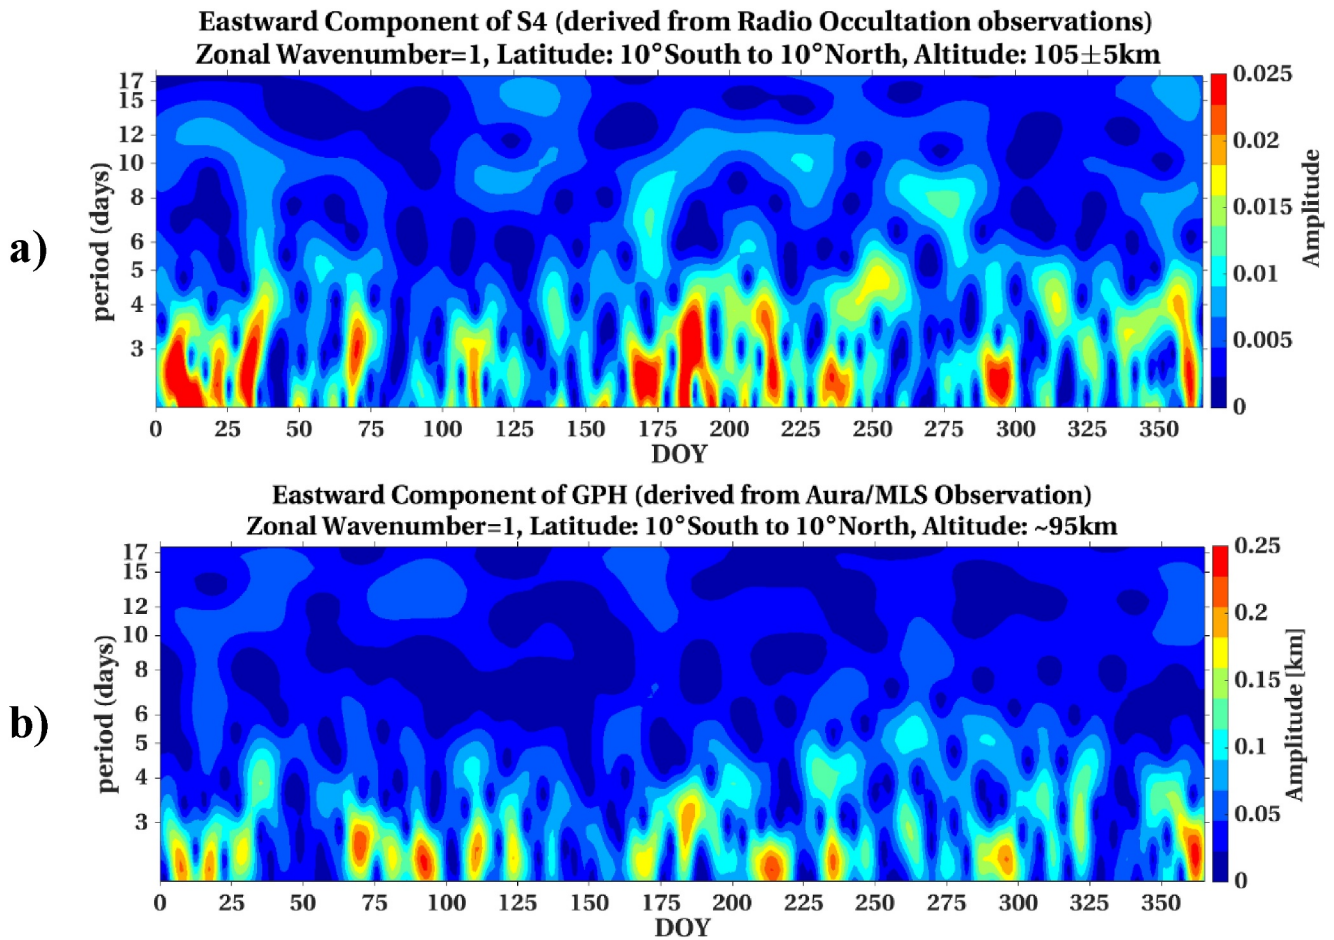 Eastward Component of S4 (derived from Radio Occultation observations)
Zonal Wavenumber=1, Latitude: 10°South to 10°North, Altitude: 105±5km
a)
period (days)
17
15
12
10
8
6
5
4
3
0 25 50 75 100 125 150 175 200 225 250 275 300 325 350
DOY
0.025
0.02
0.015
0.01
0.005
0
Amplitude
Eastward Component of GPH (derived from Aura/MLS Observation)
Zonal Wavenumber=1, Latitude: 10°South to 10°North, Altitude: ~95km
b)
period (days)
17
15
12
10
8
6
5
4
3
0 25 50 75 100 125 150 175 200 225 250 275 300 325 350
DOY
0.25
0.2
0.15
0.1
0.05
0
Amplitude [km]